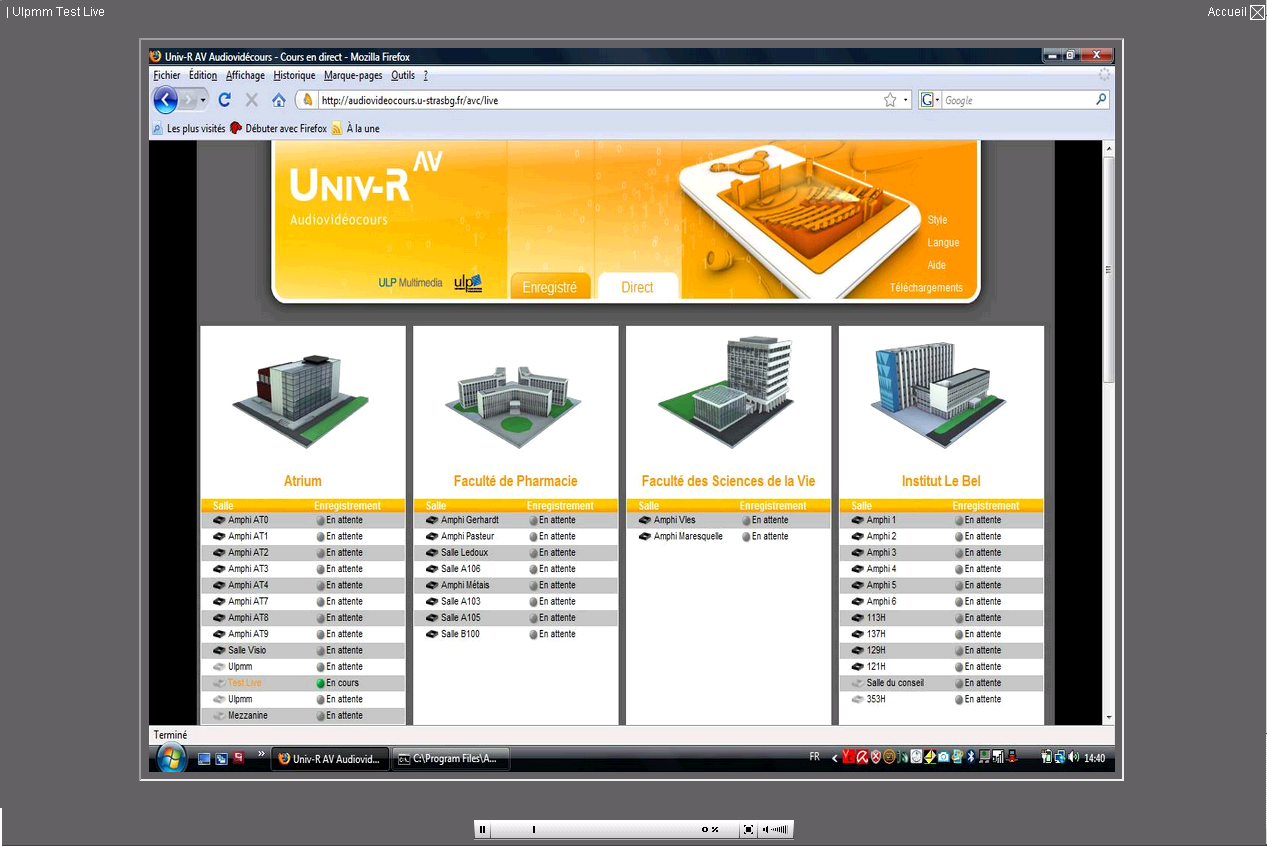 | Ulpmm Test Live
Accueil
Univ-R AV Audiovidécours - Cours en direct - Mozilla Firefox
Fichier Édition Affichage Historique Marque-pages Outils ?
http://audiovideocours.u-strasbg.fr/avc/live
G Google
Les plus visités Débuter avec Firefox À la une
UNIV-R AV
Audiovidéocours
Style
Langue
Aide
Téléchargements
ULP Multimedia ulp
Enregistré Direct
Atrium
Salle Enregistrement
Amphi AT0 En attente
Amphi AT1 En attente
Amphi AT2 En attente
Amphi AT3 En attente
Amphi AT4 En attente
Amphi AT7 En attente
Amphi AT8 En attente
Amphi AT9 En attente
Salle Visio En attente
Ulpmm En attente
Test Live En cours
Ulpmm En attente
Mezzanine En attente
Faculté de Pharmacie
Salle Enregistrement
Amphi Gerhardt En attente
Amphi Pasteur En attente
Salle Ledoux En attente
Salle A106 En attente
Amphi Métais En attente
Salle A103 En attente
Salle A105 En attente
Salle B100 En attente
Faculté des Sciences de la Vie
Salle Enregistrement
Amphi Vles En attente
Amphi Maresquelle En attente
Institut Le Bel
Salle Enregistrement
Amphi 1 En attente
Amphi 2 En attente
Amphi 3 En attente
Amphi 4 En attente
Amphi 5 En attente
Amphi 6 En attente
113H En attente
137H En attente
129H En attente
121H En attente
Salle du conseil En attente
353H En attente
Terminé
» Univ-R AV Audiovid... C:\Program Files\A... FR 14:40
0 %